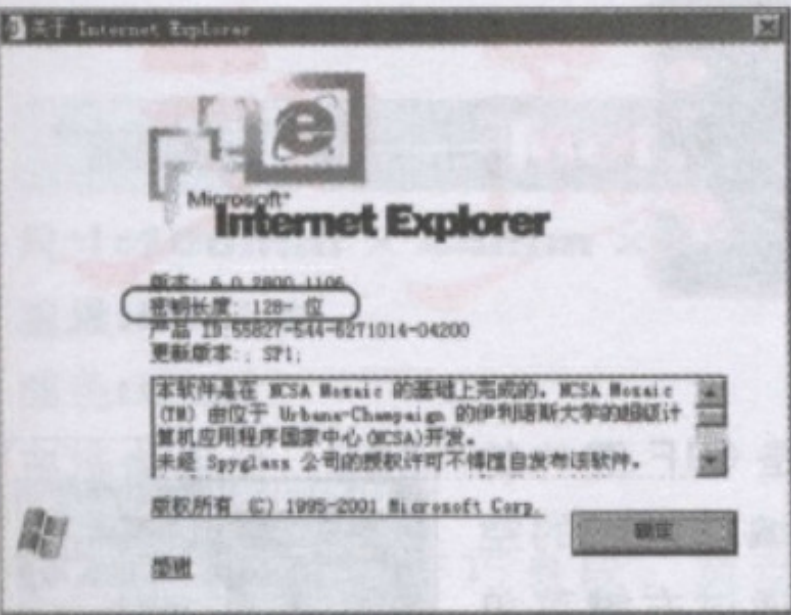 关于 Internet Explorer
Microsoft
Internet Explorer
版本: 6.0.2800.1106
密钥长度: 128- 位
产品 ID 55827-544-6271014-04200
更新版本:; SP1;
本软件是在 NCSA Mosaic 的基础上完成的。NCSA Mosaic
(TM) 由位于 Urbana-Champaign 的伊利诺斯大学的超级计
算机应用程序国家中心(NCSA)开发。
未经 Spyglass 公司的授权许可不得擅自发布该软件。
版权所有 (C) 1995-2001 Microsoft Corp.
确定
感谢